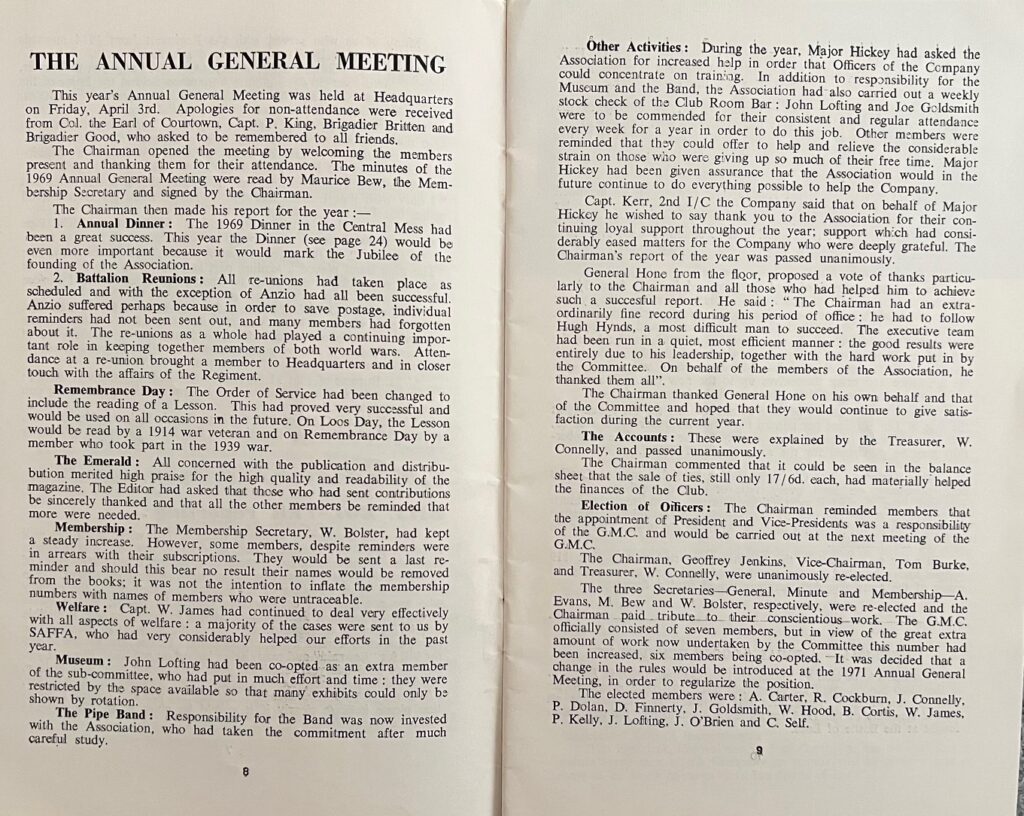 THE ANNUAL GENERAL MEETING
This year's Annual General Meeting was held at Headquarters
on Friday, April 3rd. Apologies for non-attendance were received
from Col. the Earl of Courtown, Capt. P. King, Brigadier Britten and
Brigadier Good, who asked to be remembered to all friends.
The Chairman opened the meeting by welcoming the members
present and thanking them for their attendance. The minutes of the
1969 Annual General Meeting were read by Maurice Bew, the Mem-
bership Secretary and signed by the Chairman.
The Chairman then made his report for the year :—
1. Annual Dinner : The 1969 Dinner in the Central Mess had
been a great success. This year the Dinner (see page 24) would be
even more important because it would mark the Jubilee of the
founding of the Association.
2. Battalion Reunions : All re-unions had taken place as
scheduled and with the exception of Anzio had all been successful.
Anzio suffered perhaps because in order to save postage, individual
reminders had not been sent out, and many members had forgotten
about it. The re-unions as a whole had played a continuing impor-
tant role in keeping together members of both world wars. Atten-
dance at a re-union brought a member to Headquarters and in closer
touch with the affairs of the Regiment.
Remembrance Day : The Order of Service had been changed to
include the reading of a Lesson. This had proved very successful and
would be used on all occasions in the future. On Loos Day, the Lesson
would be read by a 1914 war veteran and on Remembrance Day by a
member who took part in the 1939 war.
The Emerald : All concerned with the publication and distribu-
bution merited high praise for the high quality and readability of the
magazine. The Editor had asked that those who had sent contributions
be sincerely thanked and that all the other members be reminded that
more were needed.
Membership : The Membership Secretary, W. Bolster, had kept
a steady increase. However, some members, despite reminders were
in arrears with their subscriptions. They would be sent a last re-
minder and should this bear no result their names would be removed
from the books; it was not the intention to inflate the membership
numbers with names of members who were untraceable.
Welfare : Capt. W. James had continued to deal very effectively
with all aspects of welfare : a majority of the cases were sent to us by
SAFFA, who had very considerably helped our efforts in the past
year.
Museum : John Lofting had been co-opted as an extra member
of the sub-committee, who had put in much effort and time : they were
restricted by the space available so that many exhibits could only be
shown by rotation.
The Pipe Band : Responsibility for the Band was now invested
with the Association, who had taken the commitment after much
careful study.
8
Other Activities : During the year, Major Hickey had asked the
Association for increased help in order that Officers of the Company
could concentrate on training. In addition to responsibility for the
Museum and the Band, the Association had also carried out a weekly
stock check of the Club Room Bar : John Lofting and Joe Goldsmith
were to be commended for their consistent and regular attendance
every week for a year in order to do this job. Other members were
reminded that they could offer to help and relieve the considerable
strain on those who were giving up so much of their free time. Major
Hickey had been given assurance that the Association would in the
future continue to do everything possible to help the Company.
Capt. Kerr, 2nd I/C the Company said that on behalf of Major
Hickey he wished to say thank you to the Association for their con-
tinuing loyal support throughout the year; support which had consi-
derably eased matters for the Company who were deeply grateful. The
Chairman's report of the year was passed unanimously.
General Hone from the floor, proposed a vote of thanks particu-
larly to the Chairman and all those who had helped him to achieve
such a succesful report. He said : " The Chairman had an extra-
ordinarily fine record during his period of office : he had to follow
Hugh Hynds, a most difficult man to succeed. The executive team
had been run in a quiet, most efficient manner : the good results were
entirely due to his leadership, together with the hard work put in by
the Committee. On behalf of the members of the Association, he
thanked them all".
The Chairman thanked General Hone on his own behalf and that
of the Committee and hoped that they would continue to give satis-
faction during the current year.
The Accounts : These were explained by the Treasurer, W.
Connelly, and passed unanimously.
The Chairman commented that it could be seen in the balance
sheet that the sale of ties, still only 17/6d. each, had materially helped
the finances of the Club.
Election of Officers : The Chairman reminded members that
the appointment of President and Vice-Presidents was a responsibility
of the G.M.C. and would be carried out at the next meeting of the
G.M.C.
The Chairman, Geoffrey Jenkins, Vice-Chairman, Tom Burke,
and Treasurer, W. Connelly, were unanimously re-elected.
The three Secretaries—General, Minute and Membership—A.
Evans, M. Bew and W. Bolster, respectively, were re-elected and the
Chairman paid tribute to their conscientious work. The G.M.C.
officially consisted of seven members, but in view of the great extra
amount of work now undertaken by the Committee this number had
been increased, six members being co-opted. It was decided that a
change in the rules would be introduced at the 1971 Annual General
Meeting, in order to regularize the position.
The elected members were : A. Carter, R. Cockburn, J. Connelly,
P. Dolan, D. Finnerty, J. Goldsmith, W. Hood, B. Cortis, W. James,
P. Kelly, J. Lofting, J. O'Brien and C. Self.
9